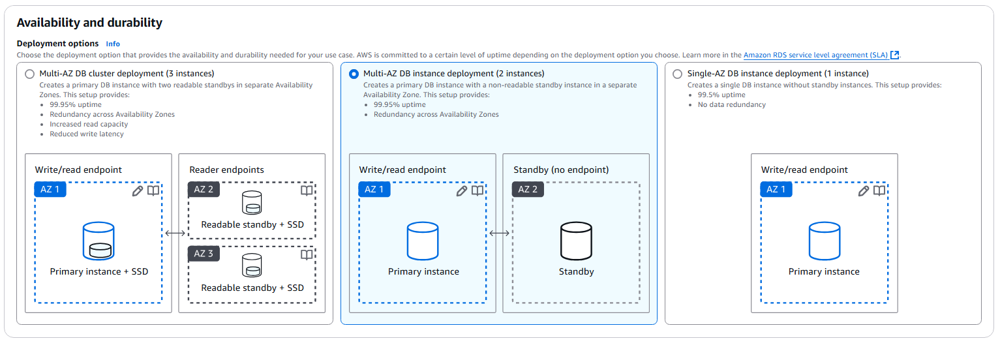 Availability and durability
Deployment options Info
Choose the deployment option that provides the availability and durability needed for your use case. AWS is committed to a certain level of uptime depending on the deployment option you choose. Learn more in the Amazon RDS service level agreement (SLA).
Multi-AZ DB cluster deployment (3 instances)
Creates a primary DB instance with two readable standbys in separate Availability
Zones. This setup provides:
• 99.95% uptime
• Redundancy across Availability Zones
• Increased read capacity
• Reduced write latency
Write/read endpoint
AZ 1
Primary instance + SSD
Reader endpoints
AZ 2
Readable standby + SSD
AZ 3
Readable standby + SSD
Multi-AZ DB instance deployment (2 instances)
Creates a primary DB instance with a non-readable standby instance in a separate
Availability Zone. This setup provides:
• 99.95% uptime
• Redundancy across Availability Zones
Write/read endpoint
AZ 1
Primary instance
Standby (no endpoint)
AZ 2
Standby
Single-AZ DB instance deployment (1 instance)
Creates a single DB instance without standby instances. This setup provides:
• 99.5% uptime
• No data redundancy
Write/read endpoint
AZ 1
Primary instance